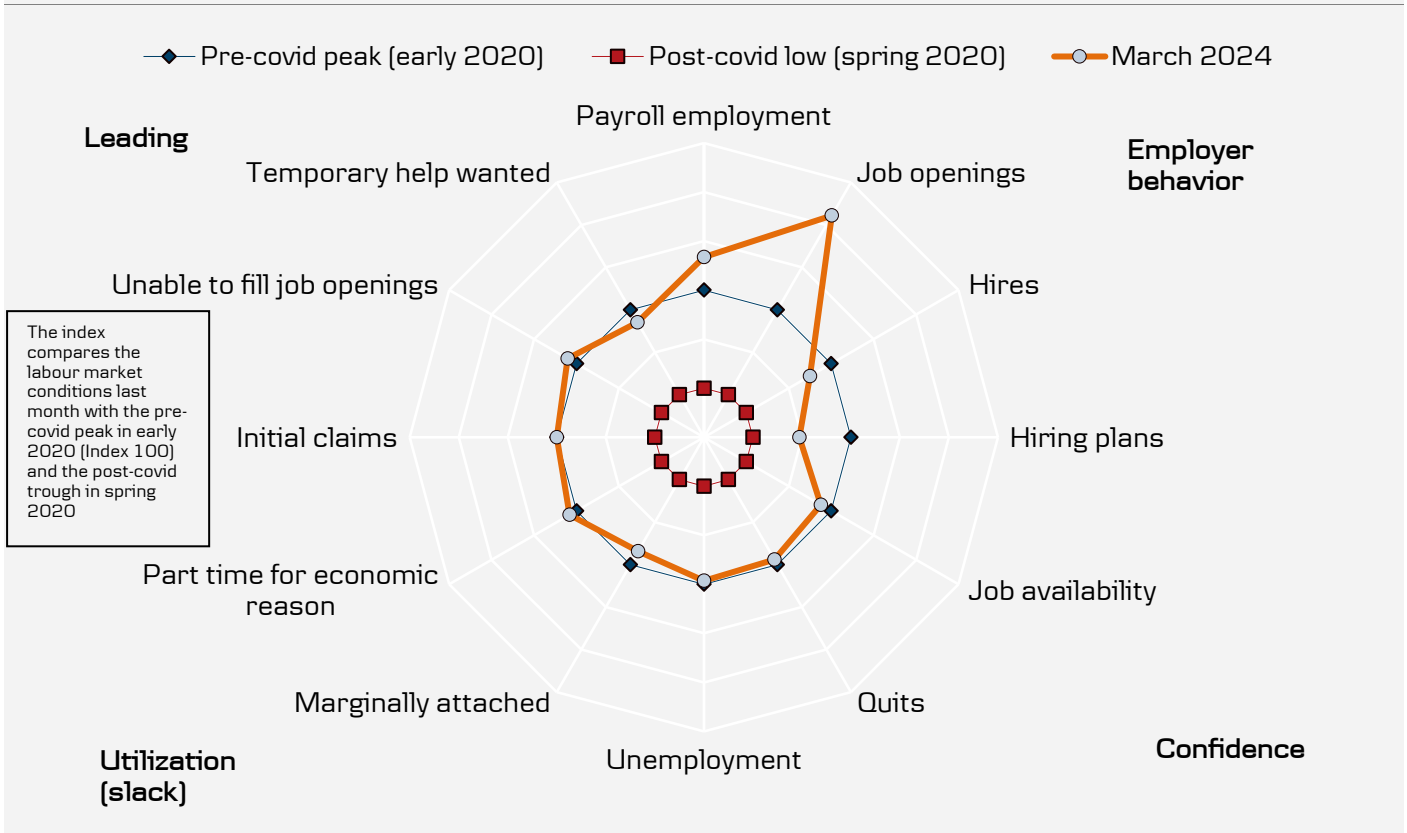 Pre-covid peak (early 2020)
Post-covid low (spring 2020)
March 2024
Leading
Payroll employment
Employer
behavior
Temporary help wanted
Job openings
Unable to fill job openings
Hires
The index
compares the
labour market
conditions last
month with the pre-
covid peak in early
2020 (Index 100)
and the post-covid
trough in spring
2020
Initial claims
Hiring plans
Part time for economic
reason
Job availability
Marginally attached
Quits
Unemployment
Utilization
(slack)
Confidence